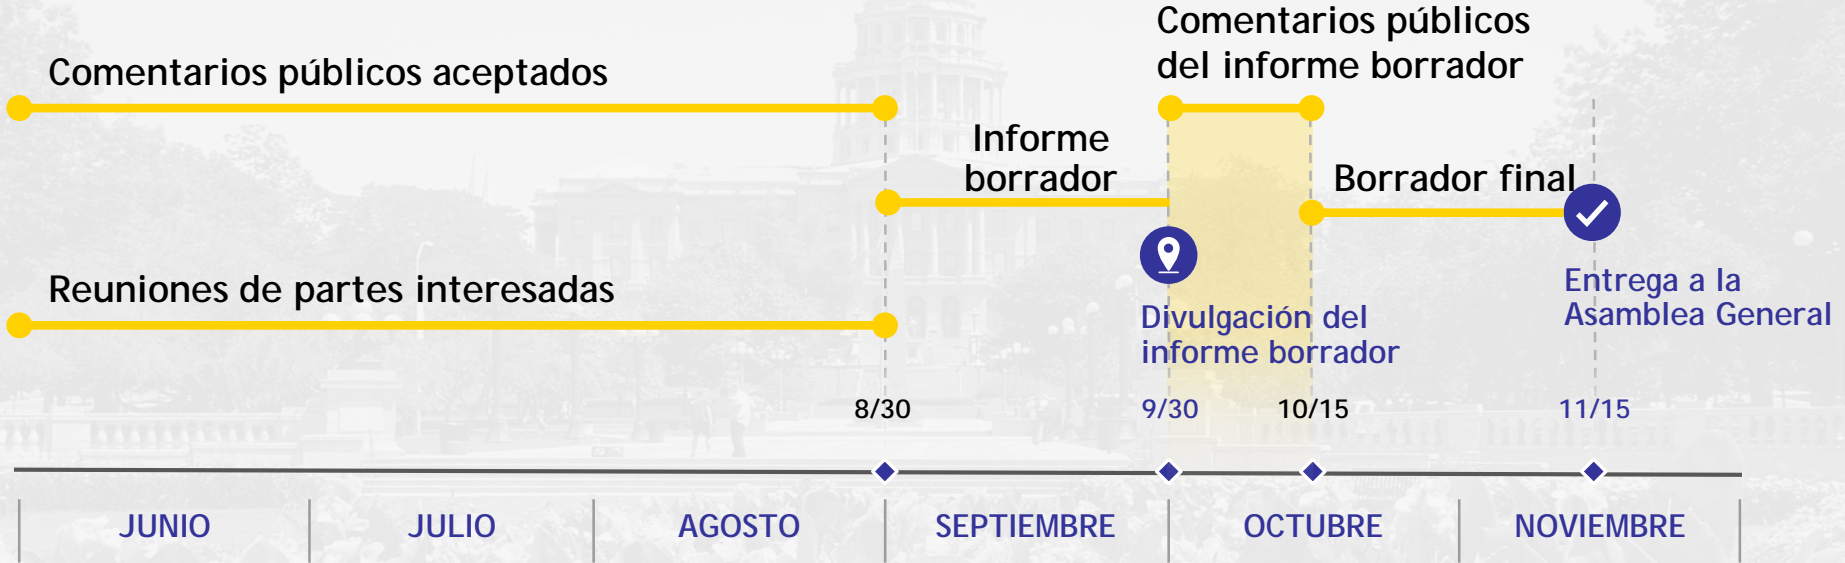 Comentarios públicos aceptados
Reuniones de partes interesadas
Informe
borrador
Comentarios públicos
del informe borrador
Borrador final
Divulgación del
informe borrador
Entrega a la
Asamblea General
8/30
9/30
10/15
11/15
JUNIO
JULIO
AGOSTO
SEPTIEMBRE
OCTUBRE
NOVIEMBRE